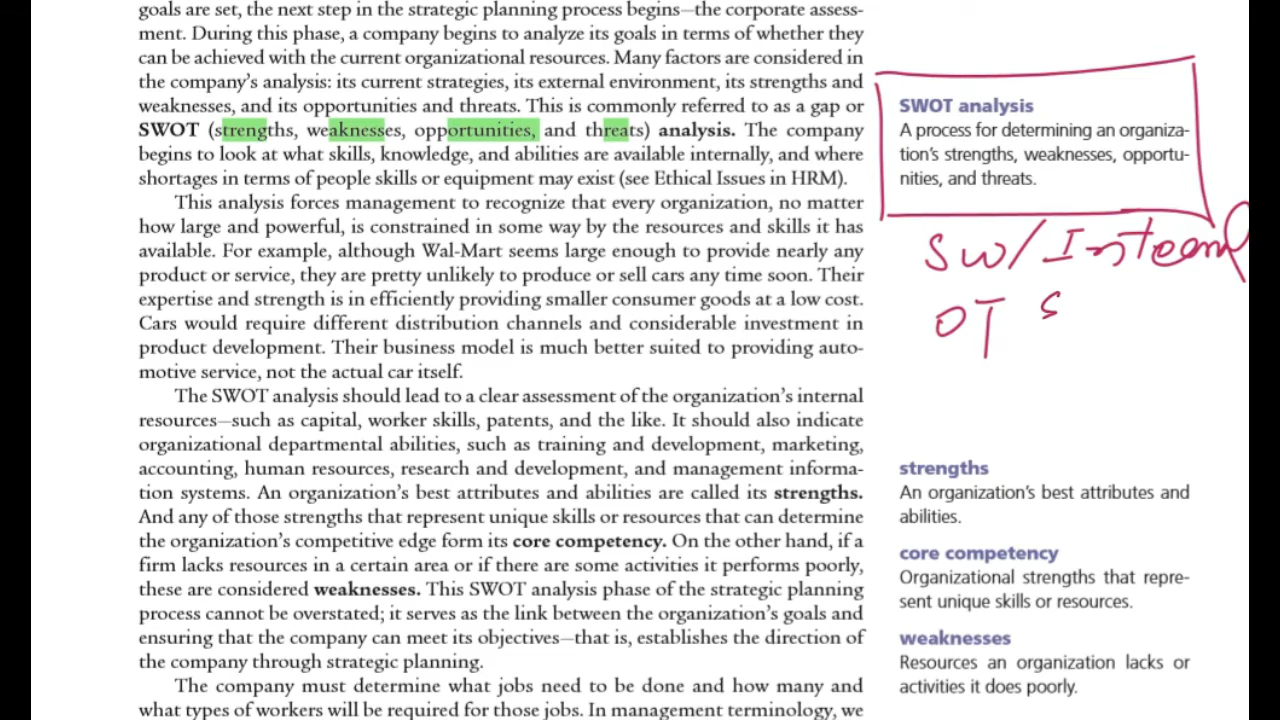 goals are set, the next step in the strategic planning process begins—the corporate assess-
ment. During this phase, a company begins to analyze its goals in terms of whether they
can be achieved with the current organizational resources. Many factors are considered in
the company's analysis: its current strategies, its external environment, its strengths and
weaknesses, and its opportunities and threats. This is commonly referred to as a gap or
SWOT (strengths, weaknesses, opportunities, and threats) analysis. The company
begins to look at what skills, knowledge, and abilities are available internally, and where
shortages in terms of people skills or equipment may exist (see Ethical Issues in HRM).
This analysis forces management to recognize that every organization, no matter
how large and powerful, is constrained in some way by the resources and skills it has
available. For example, although Wal-Mart seems large enough to provide nearly any
product or service, they are pretty unlikely to produce or sell cars any time soon. Their
expertise and strength is in efficiently providing smaller consumer goods at a low cost.
Cars would require different distribution channels and considerable investment in
product development. Their business model is much better suited to providing auto-
motive service, not the actual car itself.
The SWOT analysis should lead to a clear assessment of the organization's internal
resources—such as capital, worker skills, patents, and the like. It should also indicate
organizational departmental abilities, such as training and development, marketing,
accounting, human resources, research and development, and management informa-
tion systems. An organization's best attributes and abilities are called its strengths.
And any of those strengths that represent unique skills or resources that can determine
the organization's competitive edge form its core competency. On the other hand, if a
firm lacks resources in a certain area or if there are some activities it performs poorly,
these are considered weaknesses. This SWOT analysis phase of the strategic planning
process cannot be overstated; it serves as the link between the organization's goals and
ensuring that the company can meet its objectives—that is, establishes the direction of
the company through strategic planning.
The company must determine what jobs need to be done and how many and
what types of workers will be required for those jobs. In management terminology, we
SWOT analysis
A process for determining an organiza-
tion's strengths, weaknesses, opportu-
nities, and threats.
SW/
OT S
strengths
An organization's best attributes and
abilities.
core competency
Organizational strengths that repre-
sent unique skills or resources.
weaknesses
Resources an organization lacks or
activities it does poorly.